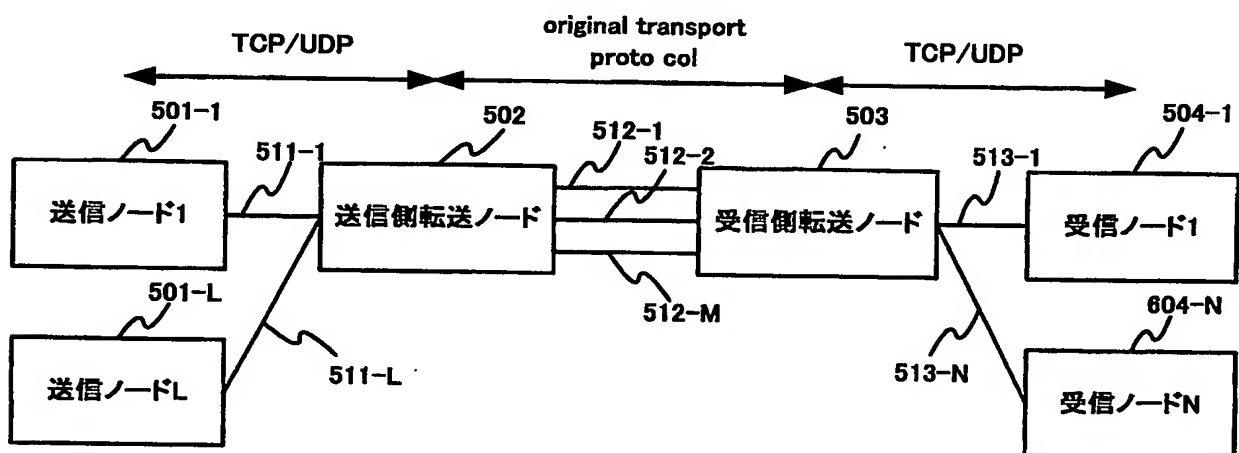 TCP/UDP
original transport
proto col
TCP/UDP
501-1
511-1
502
512-1
512-2
503
513-1
504-1
送信ノード1
送信側転送ノード
受信側転送ノード
受信ノード1
501-L
511-L
512-M
513-N
604-N
送信ノードL
受信ノードN